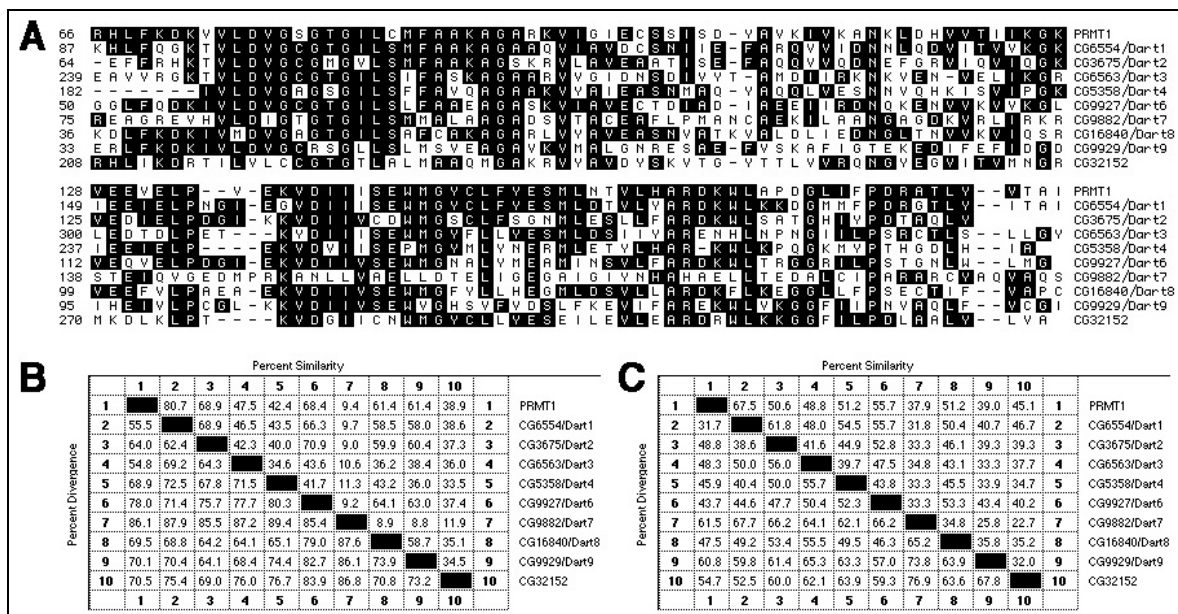 A
66 RHLFKDKVVLDVGSGTGILCMFAAKAGARKVIGIECSSISD-YAVKIVKANKLDHVVTIIKGK PRMT1
87 KHLFQGKTVLDVGCGTGILSMFAAKAGAAQVIAVDCSNIIE-FARQVVIDNNLQDVITVVKGK CG6554/Dart1
64 -EFFRHKTVLDVGCGMGVLSMFAAKAGSKRVLAVEAATISE-FAQQVVQDNEFGRVIQVIQGK CG3675/Dart2
239 EAVVRGKTVLDVGCGTGILSIFASKAGAARVVGIDNSDIVYT-AMDIIRKNKVEN-VELIKGR CG6563/Dart3
182 -------IVLDVGAGSGILSFFAVQAGAAKVYAIEASNMAQ-YAQQLVESNNVQHKISVIPGK CG5358/Dart4
50 GGLFQDKIVLDVGCGTGILSLFAAEAGASKVIAVECTDIAD-IAEEIIRDNQKENVVKVVKGL CG9927/Dart6
75 REAGREVHVLDIGTGTGILSMMALAAGADSVTACEAFLPMANCAEKILAANGAGDKVRLIRKR CG9882/Dart7
36 KDLFKDKIVMDVGAGTGILSAFCAKAGARLVYAVEASNVATKVALDLIEDNGLTNVVKVIQSR CG16840/Dart8
33 ERLFKDKIVLDVGCRSGLLSLMSVEAGAVKVMALGNRESAE-FVSKAFIGTEKEDIFEFIDGD CG9929/Dart9
208 RHLIKDRTILVLCCGTGTLALMAAQMGAKRVYAVDYSKVTG-YTTLVVRQNGYEGVITVMNGR CG32152
128 VEEVELP--V-EKVDIIISEWMGYCLFYESMLNTVLHARDKWLAPDGLIFPDRATLY--VTAI PRMT1
149 IEEIELPNGI-EGVDIIISEWMGYCLFYESMLDTVLYARDKWLKKDGMMFPDRGTLY--ITAI CG6554/Dart1
125 VEDIELPDGI-KKVDIIVCDWMGSCLFSGNMLESLLFARDKWLSATGHIYPDTAQLY CG3675/Dart2
300 LEDTDLPET---KYDIIISEWMGYFLLYESMLDSIIYARENHLNPNGIILPSRCTLS--LLGY CG6563/Dart3
237 IEEIELP-----EKVDVIISEPMGYMLYNERMLETYLHAR-KWLKPQGKMYPTHGDLH--IA CG5358/Dart4
111 VEQVELPDGI-EKVDIIVSEWMGNALYMEAMINSVLFARDKWLTRGGRILPSTGNLW--LMG CG9927/Dart6
138 STEIQVGEDMPRKANLLVAELLDTELIGEGAIGIYNHAHAELLTEDALCIPARARCYAQVAQS CG9882/Dart7
99 VEEFVLPAEA-EKVDIIVSEWMGFYLLHEGMLDSVLLARDKFLKEGGLLFPSECTIF--VAPC CG16840/Dart8
95 IHEIVLPCGL-KKVDIIVSEWVGHSVFVDSLFKEVIFAREKWLVKGGFIIPNVAQLF--VCGI CG9929/Dart9
270 MKDLKLPT----KVDGIICNWMGYCLLYESEILEVLEARDRWLKKGGFILPDLAALY--LVA CG32152
B
Percent Similarity
Percent Divergence
1 2 3 4 5 6 7 8 9 10
1 80.7 68.9 47.5 42.4 68.4 9.4 61.4 61.4 38.9 1 PRMT1
2 55.5 68.9 46.5 43.5 66.3 9.7 58.5 58.0 38.6 2 CG6554/Dart1
3 64.0 62.4 42.3 40.0 70.9 9.0 59.9 60.4 37.3 3 CG3675/Dart2
4 54.8 69.2 64.3 34.6 43.6 10.6 36.2 38.4 36.0 4 CG6563/Dart3
5 68.9 72.5 67.8 71.5 41.7 11.3 43.2 36.0 33.5 5 CG5358/Dart4
6 78.0 71.4 75.7 77.7 80.3 9.2 64.1 63.0 37.4 6 CG9927/Dart6
7 86.1 87.9 85.5 87.2 89.4 85.4 8.9 8.8 11.9 7 CG9882/Dart7
8 69.5 68.8 64.2 64.1 65.1 79.0 87.6 58.7 35.1 8 CG16840/Dart8
9 70.1 70.4 64.1 68.4 74.4 82.7 86.1 73.9 34.5 9 CG9929/Dart9
10 70.5 75.4 69.0 76.0 76.7 83.9 86.8 70.8 73.2 10 CG32152
1 2 3 4 5 6 7 8 9 10
C
Percent Similarity
Percent Divergence
1 2 3 4 5 6 7 8 9 10
1 67.5 50.6 48.8 51.2 55.7 37.9 51.2 39.0 45.1 1 PRMT1
2 31.7 61.8 48.0 54.5 55.7 31.8 50.4 40.7 46.7 2 CG6554/Dart1
3 48.8 38.6 41.6 44.9 52.8 33.3 46.1 39.3 39.3 3 CG3675/Dart2
4 48.3 50.0 56.0 39.7 47.5 34.8 43.1 33.3 37.7 4 CG6563/Dart3
5 45.9 40.4 50.0 55.7 43.8 33.3 45.5 33.9 34.7 5 CG5358/Dart4
6 43.7 44.6 47.7 50.4 52.3 33.3 53.3 43.4 40.2 6 CG9927/Dart6
7 61.5 67.7 66.2 64.1 62.1 66.2 34.8 25.8 22.7 7 CG9882/Dart7
8 47.5 49.2 53.4 55.5 49.5 46.3 65.2 35.8 35.2 8 CG16840/Dart8
9 60.8 59.8 61.4 65.3 63.3 57.0 73.8 63.9 32.0 9 CG9929/Dart9
10 54.7 52.5 60.0 62.1 63.9 59.3 76.9 63.6 67.8 10 CG32152
1 2 3 4 5 6 7 8 9 10